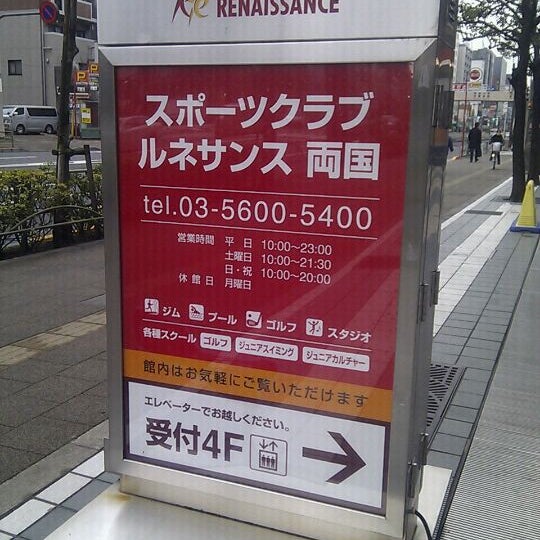 RENAISSANCE
スポーツクラブ
ルネサンス 両国
tel.03-5600-5400
営業時間 平 日 10:00〜23:00
土曜日 10:00〜21:30
日・祝 10:00〜20:00
休館日 月曜日
ジム プール ゴルフ スタジオ
各種スクール ゴルフ ジュニアスイミング ジュニアカルチャー
館内はお気軽にご覧いただけます
エレベーターでお越しください。
受付4F